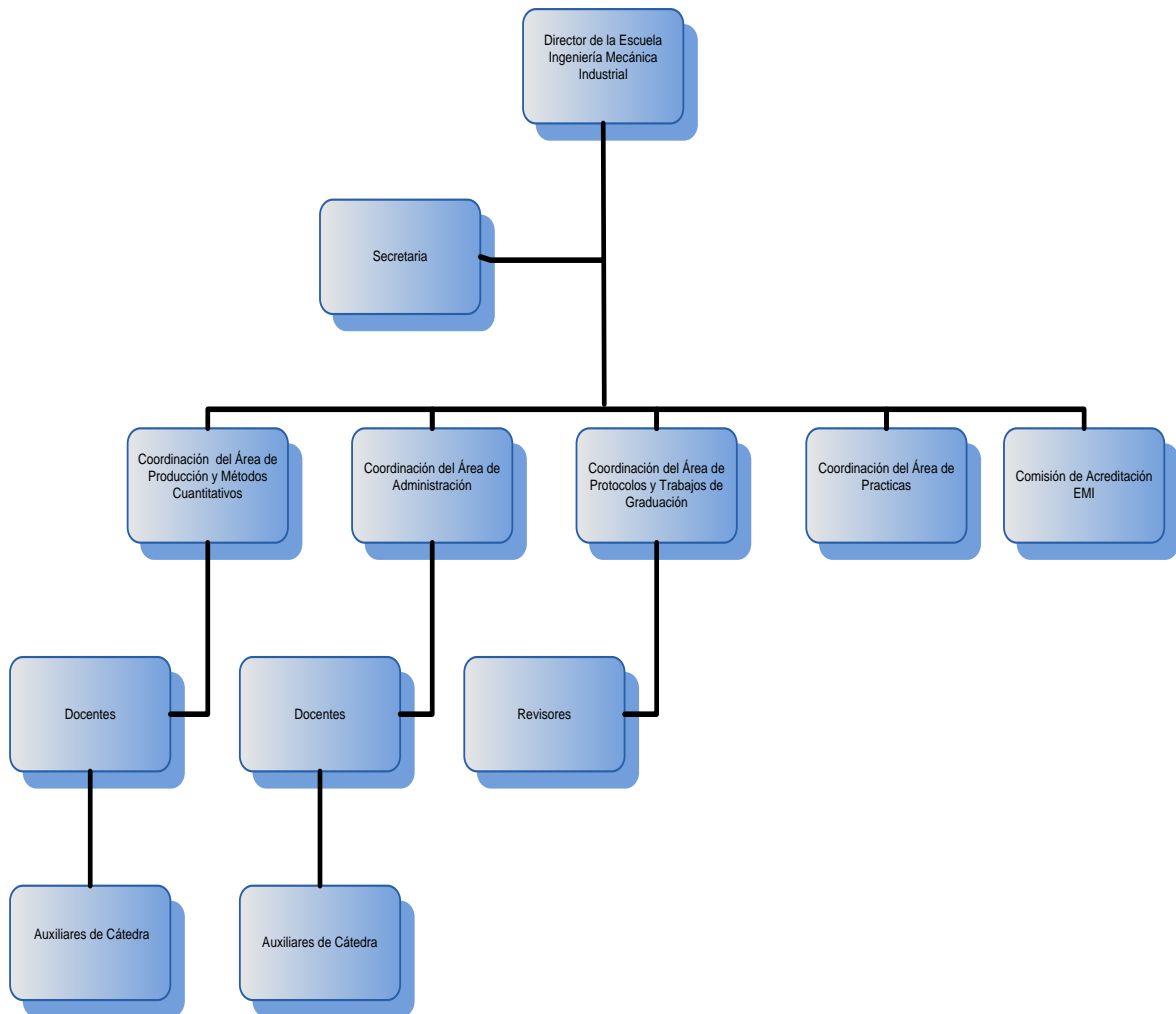 Director de la Escuela
Ingeniería Mecánica
Industrial
Secretaria
Coordinación  del Área de
Producción y Métodos
Cuantitativos
Coordinación del Área de
Administración
Coordinación del Área de
Protocolos y Trabajos de
Graduación
Coordinación del Área de
Practicas
Comisión de Acreditación
EMI
Docentes
Docentes
Revisores
Auxiliares de Cátedra
Auxiliares de Cátedra